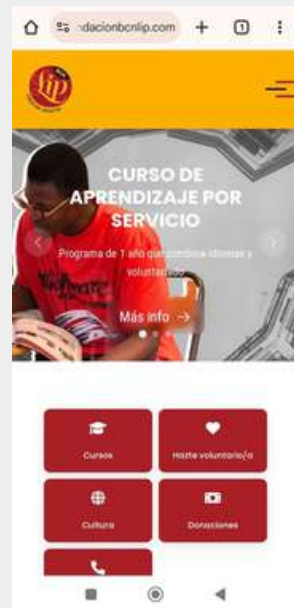 dacionbcnlip.com
1
Lip
CURSO DE
APRENDIZAJE POR
SERVICIO
Programa de 1 año que combina idiomas y
voluntariado
Más info →
Cursos
Hazte voluntario/a
Cultura
Donaciones